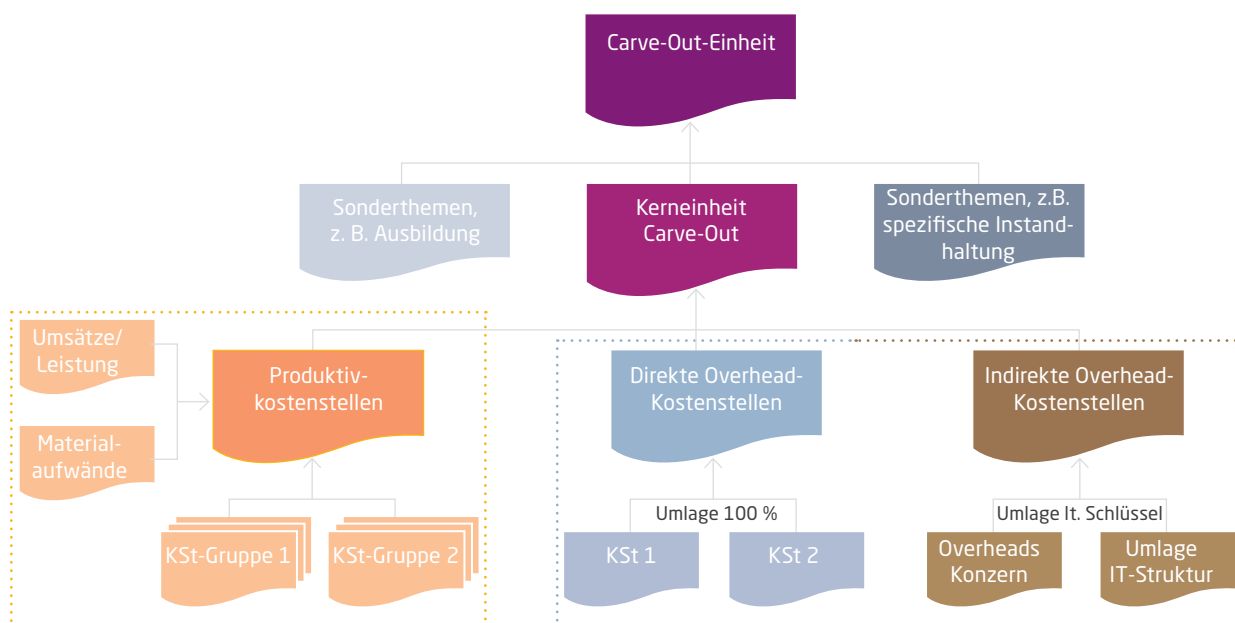 Carve-Out-Einheit
Sonderthemen,
z. B. Ausbildung
Kerneinheit
Carve-Out
Sonderthemen, z.B.
spezifische Instand-
haltung
Umsätze/
Leistung
Material-
aufwände
Produktiv-
kostenstellen
Direkte Overhead-
Kostenstellen
Indirekte Overhead-
Kostenstellen
KSt-Gruppe 1
KSt-Gruppe 2
Umlage 100 %
KSt 1
KSt 2
Umlage lt. Schlüssel
Overheads
Konzern
Umlage
IT-Struktur